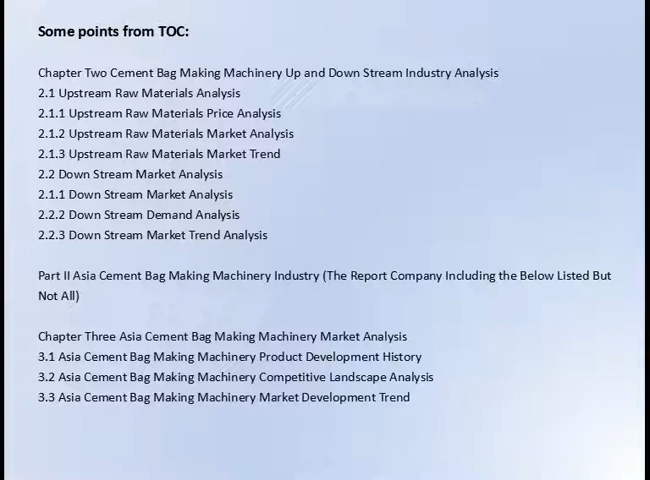 Some points from TOC:
Chapter Two Cement Bag Making Machinery Up and Down Stream Industry Analysis
2.1 Upstream Raw Materials Analysis
2.1.1 Upstream Raw Materials Price Analysis
2.1.2 Upstream Raw Materials Market Analysis
2.1.3 Upstream Raw Materials Market Trend
2.2 Down Stream Market Analysis
2.1.1 Down Stream Market Analysis
2.2.2 Down Stream Demand Analysis
2.2.3 Down Stream Market Trend Analysis
Part II Asia Cement Bag Making Machinery Industry (The Report Company Including the Below Listed But
Not All)
Chapter Three Asia Cement Bag Making Machinery Market Analysis
3.1 Asia Cement Bag Making Machinery Product Development History
3.2 Asia Cement Bag Making Machinery Competitive Landscape Analysis
3.3 Asia Cement Bag Making Machinery Market Development Trend